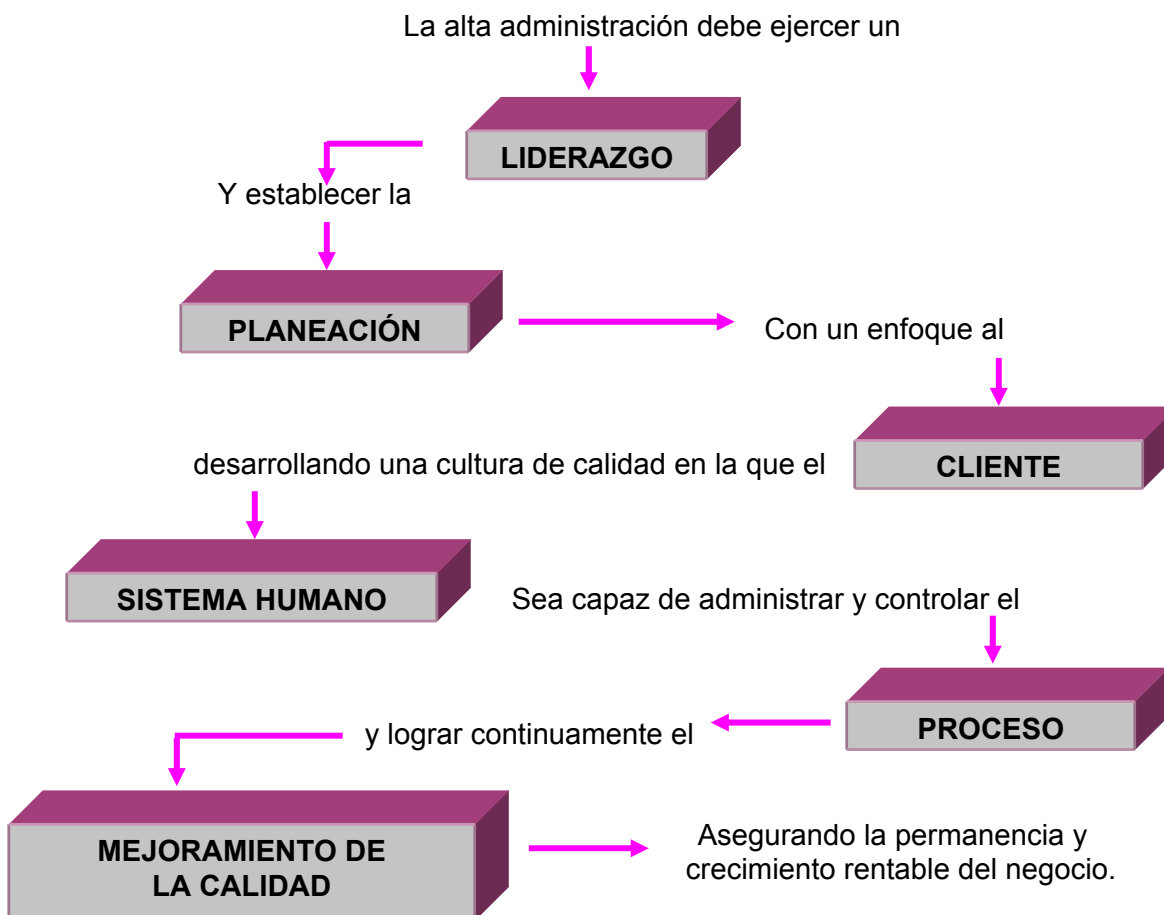 La alta administración debe ejercer un
LIDERAZGO
Y establecer la
PLANEACIÓN
Con un enfoque al
CLIENTE
desarrollando una cultura de calidad en la que el
SISTEMA HUMANO
Sea capaz de administrar y controlar el
PROCESO
y lograr continuamente el
MEJORAMIENTO DE
LA CALIDAD
Asegurando la permanencia y
crecimiento rentable del negocio.